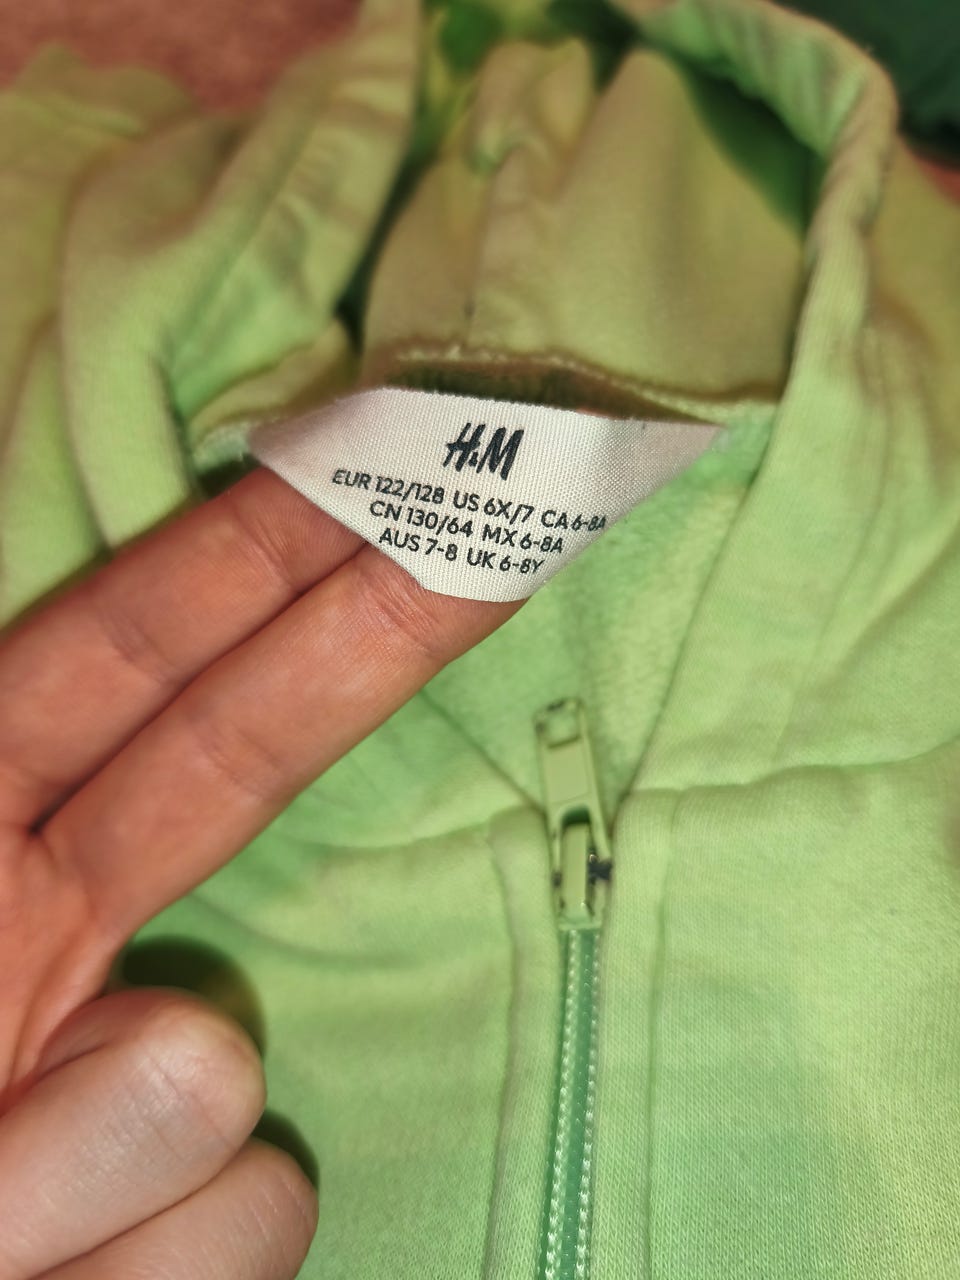 H&M
EUR 122/128 US 6X/7 CA 6-8A
CN 130/64 MX 6-8A
AUS 7-8 UK 6-8Y